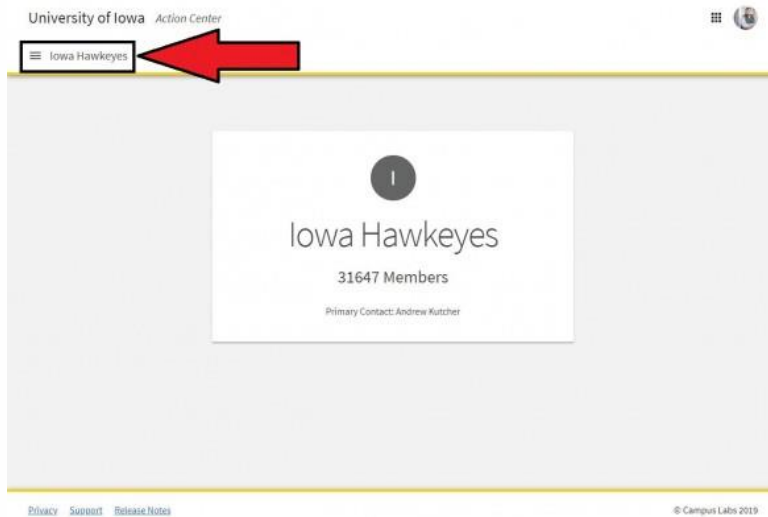 University of Iowa Action Center
Iowa Hawkeyes
I
Iowa Hawkeyes
31647 Members
Primary Contact: Andrew Kutcher
Privacy Support Release Notes © Campus Labs 2019